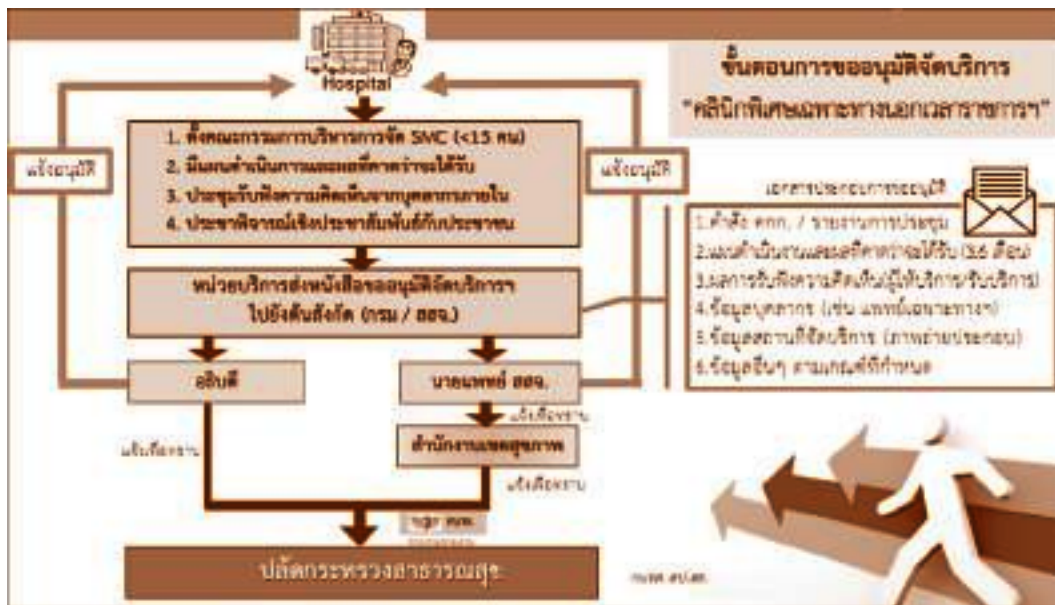 Hospital
ขั้นตอนการขออนุมัติจัดบริการ
"คลินิกพิเศษเฉพาะทางนอกเวลาราชการฯ"
1. ตั้งคณะกรรมการบริหารการจัด SMC (<15 คน)
2. มีแผนดำเนินการและผลที่คาดว่าจะได้รับ
3. ประชุมรับฟังความคิดเห็นจากบุคลากรภายใน
4. ประชาพิจารณ์เชิงประชาสัมพันธ์กับประชาชน
แจ้งอนุมัติ
แจ้งอนุมัติ
เอกสารประกอบการขออนุมัติ
1.คำสั่ง คกก. / รายงานการประชุม
2.แผนดำเนินงานและผลที่คาดว่าจะได้รับ (3,6 เดือน)
3.ผลการรับฟังความคิดเห็น(ผู้ให้บริการ/รับบริการ)
4.ข้อมูลบุคลากร (เช่น แพทย์เฉพาะทางฯ)
5.ข้อมูลสถานที่จัดบริการ (ภาพถ่ายประกอบ)
6.ข้อมูลอื่นๆ ตามเกณฑ์ที่กำหนด
หน่วยบริการส่งหนังสือขออนุมัติจัดบริการฯ
ไปยังต้นสังกัด (กรม / สสจ.)
อธิบดี
นายแพทย์ สสจ.
แจ้งเพื่อทราบ
สำนักงานเขตสุขภาพ
แจ้งเพื่อทราบ
แจ้งเพื่อทราบ
ปลัดกระทรวงสาธารณสุข